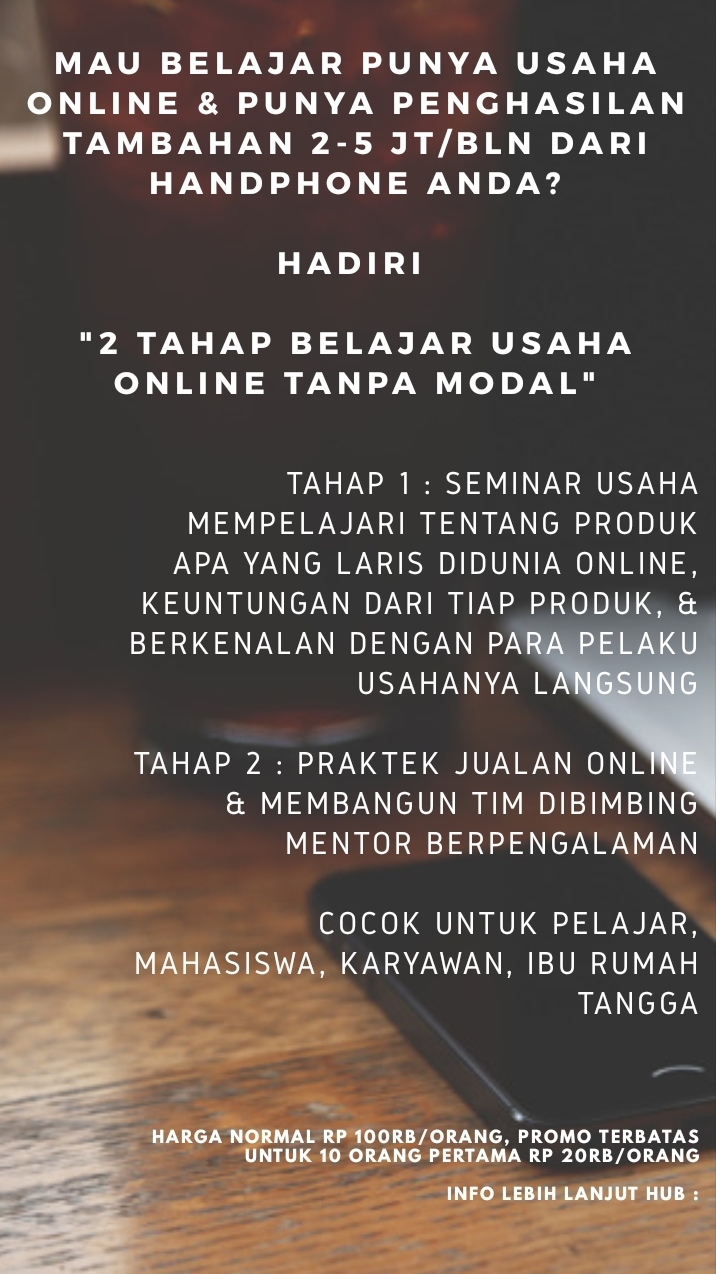 MAU BELAJAR PUNYA USAHA
ONLINE & PUNYA PENGHASILAN
TAMBAHAN 2-5 JT/BLN DARI
HANDPHONE ANDA?
HADIRI
"2 TAHAP BELAJAR USAHA
ONLINE TANPA MODAL"
TAHAP 1 : SEMINAR USAHA
MEMPELAJARI TENTANG PRODUK
APA YANG LARIS DIDUNIA ONLINE,
KEUNTUNGAN DARI TIAP PRODUK, &
BERKENALAN DENGAN PARA PELAKU
USAHANYA LANGSUNG
TAHAP 2 : PRAKTEK JUALAN ONLINE
& MEMBANGUN TIM DIBIMBING
MENTOR BERPENGALAMAN
COCOK UNTUK PELAJAR,
MAHASISWA, KARYAWAN, IBU RUMAH
TANGGA
HARGA NORMAL RP 100RB/ORANG, PROMO TERBATAS
UNTUK 10 ORANG PERTAMA RP 20RB/ORANG
INFO LEBIH LANJUT HUB :